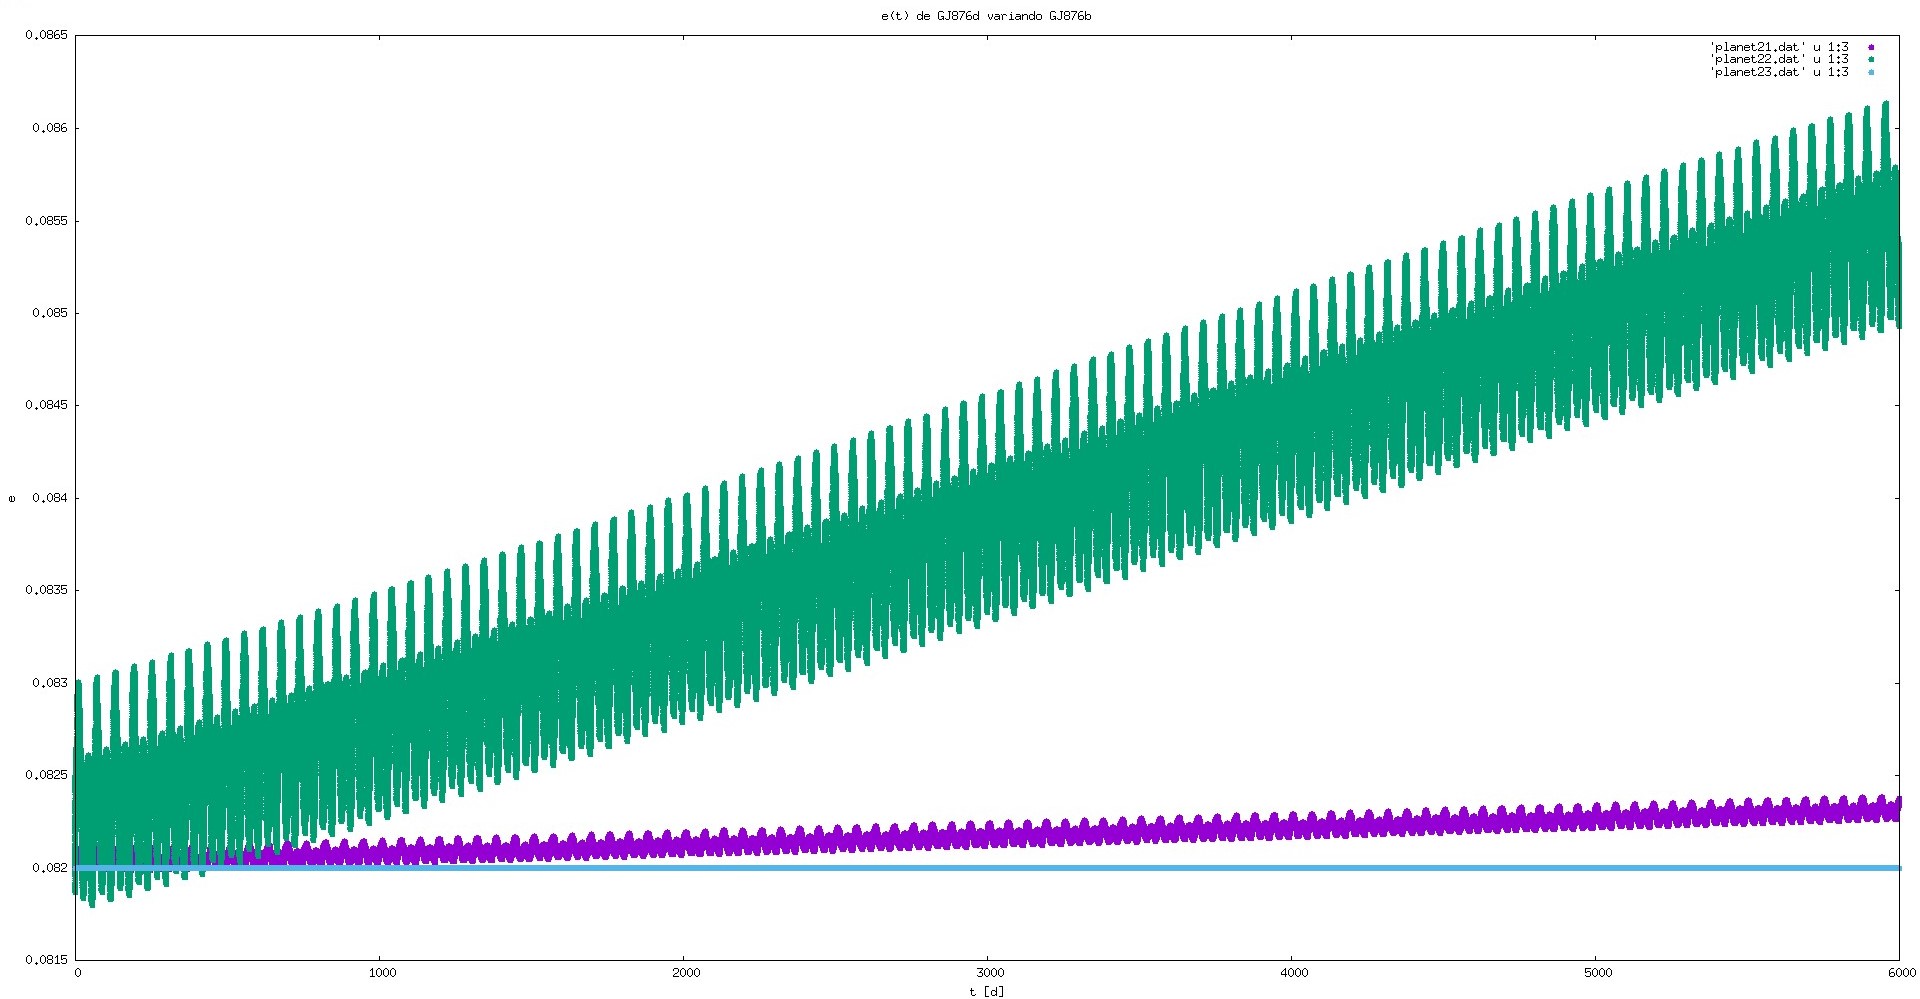 e(t) de GJ876d variando GJ876b
'planet21.dat' u 1:3
'planet22.dat' u 1:3
'planet23.dat' u 1:3
0.0865
0.086
0.0855
0.085
0.0845
0.084
0.0835
0.083
0.0825
0.082
0.0815
e
0 1000 2000 3000 4000 5000 6000
t [d]